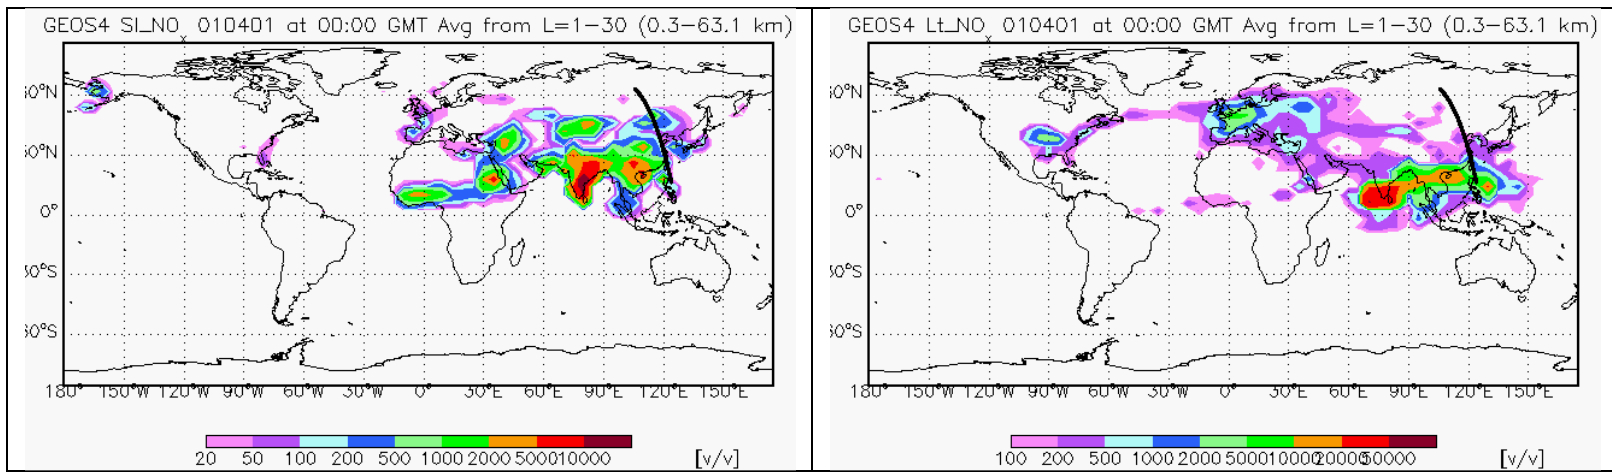 GEOS4 Sl_NOx 010401 at 00:00 GMT Avg from L=1−30 (0.3−63.1 km)
60°N
30°N
0°
30°S
60°S
180° 150°W 120°W 90°W 60°W 30°W 0° 30°E 60°E 90°E 120°E 150°E
20 50 100 200 500 1000 2000 5000 10000 [v/v]
GEOS4 Lt_NOx 010401 at 00:00 GMT Avg from L=1−30 (0.3−63.1 km)
60°N
30°N
0°
30°S
60°S
180° 150°W 120°W 90°W 60°W 30°W 0° 30°E 60°E 90°E 120°E 150°E
100 200 500 1000 2000 5000 10000 20000 50000 [v/v]